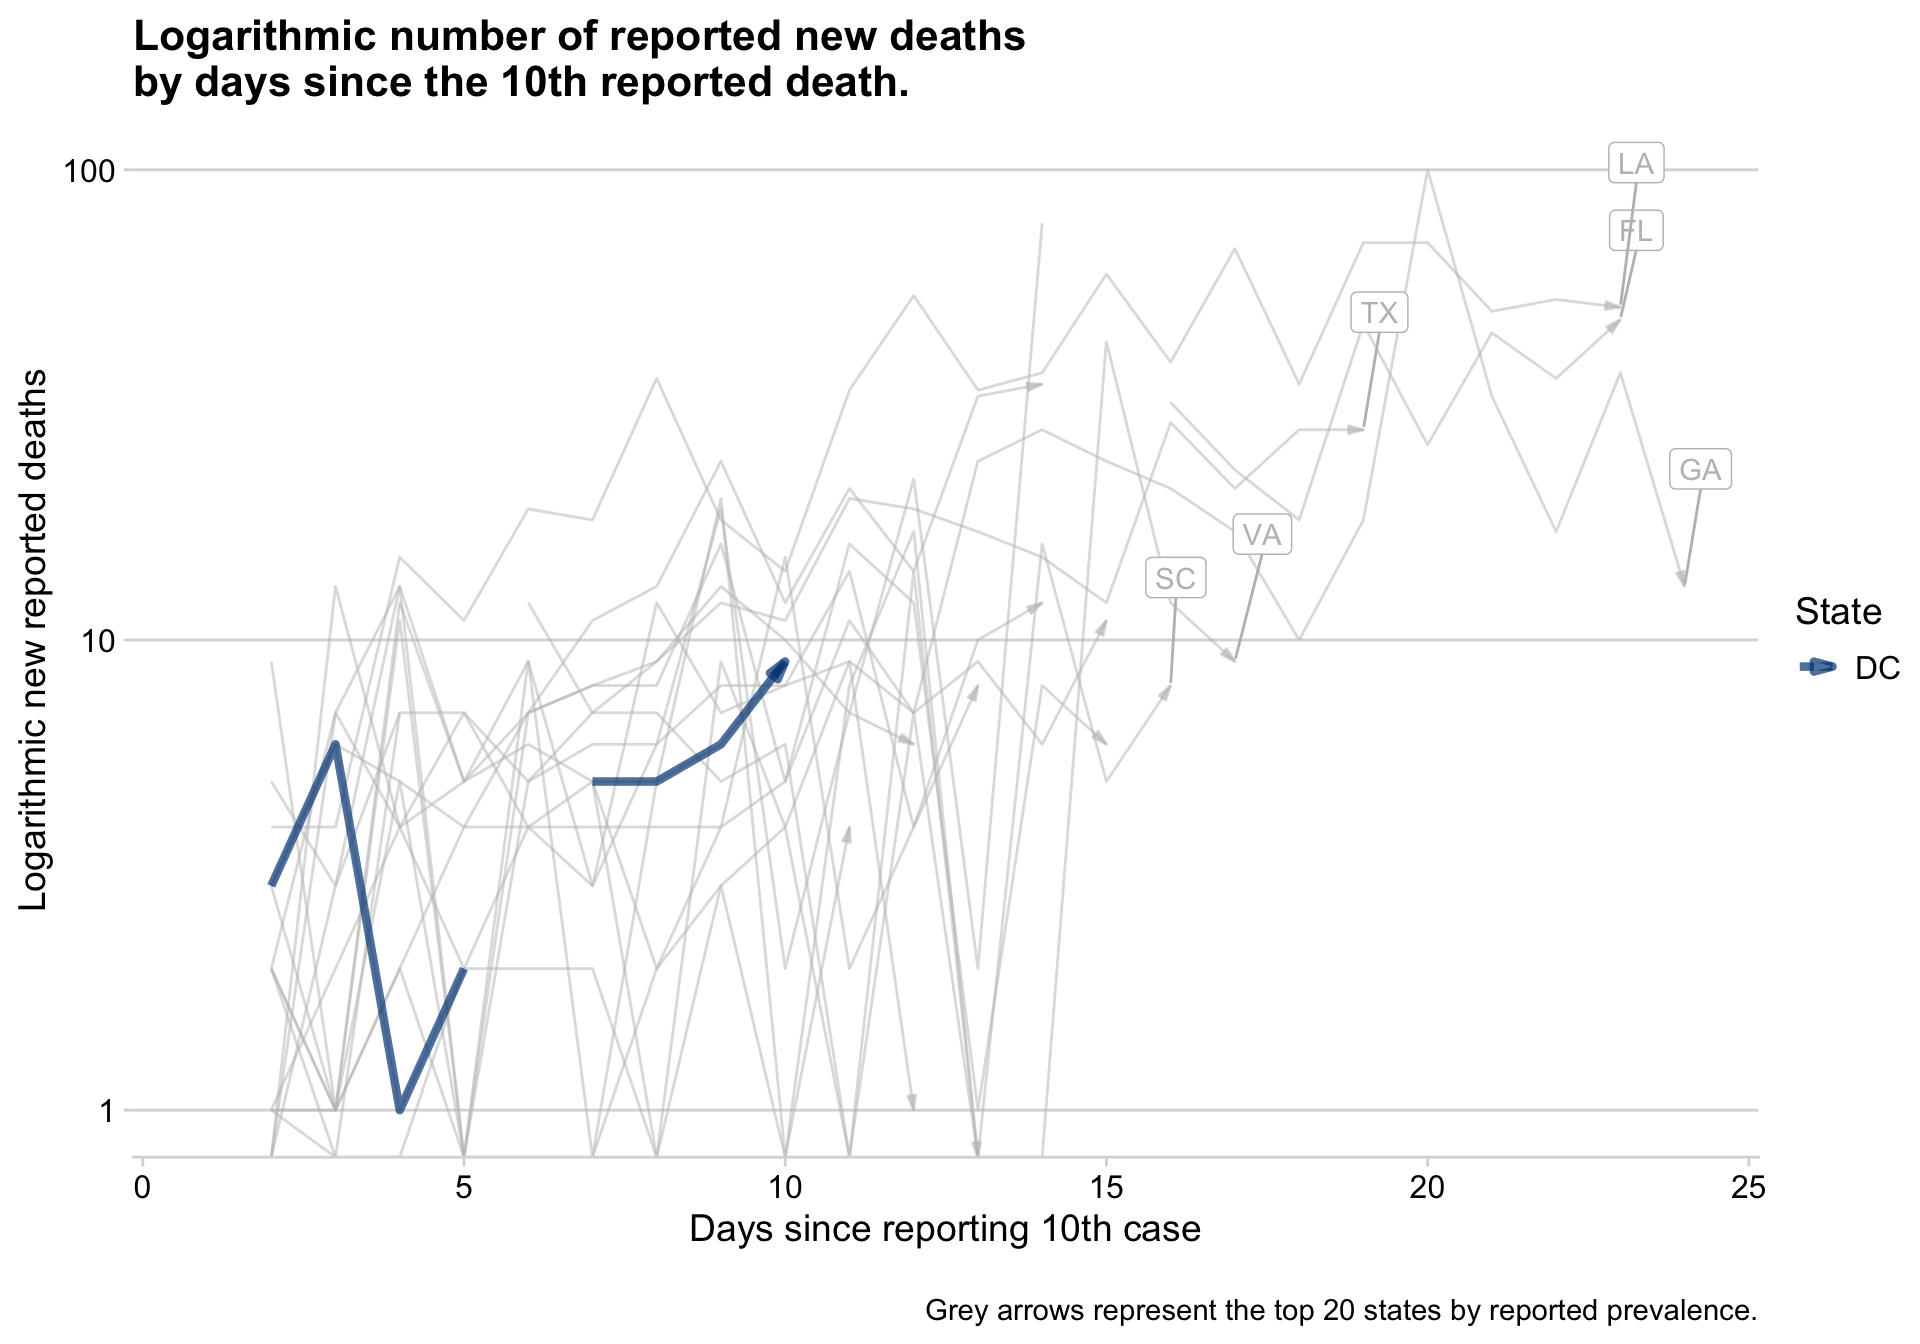 Logarithmic number of reported new deaths
by days since the 10th reported death.
100
10
1
Logarithmic new reported deaths
LA
FL
TX
GA
VA
SC
State
DC
0 5 10 15 20 25
Days since reporting 10th case
Grey arrows represent the top 20 states by reported prevalence.